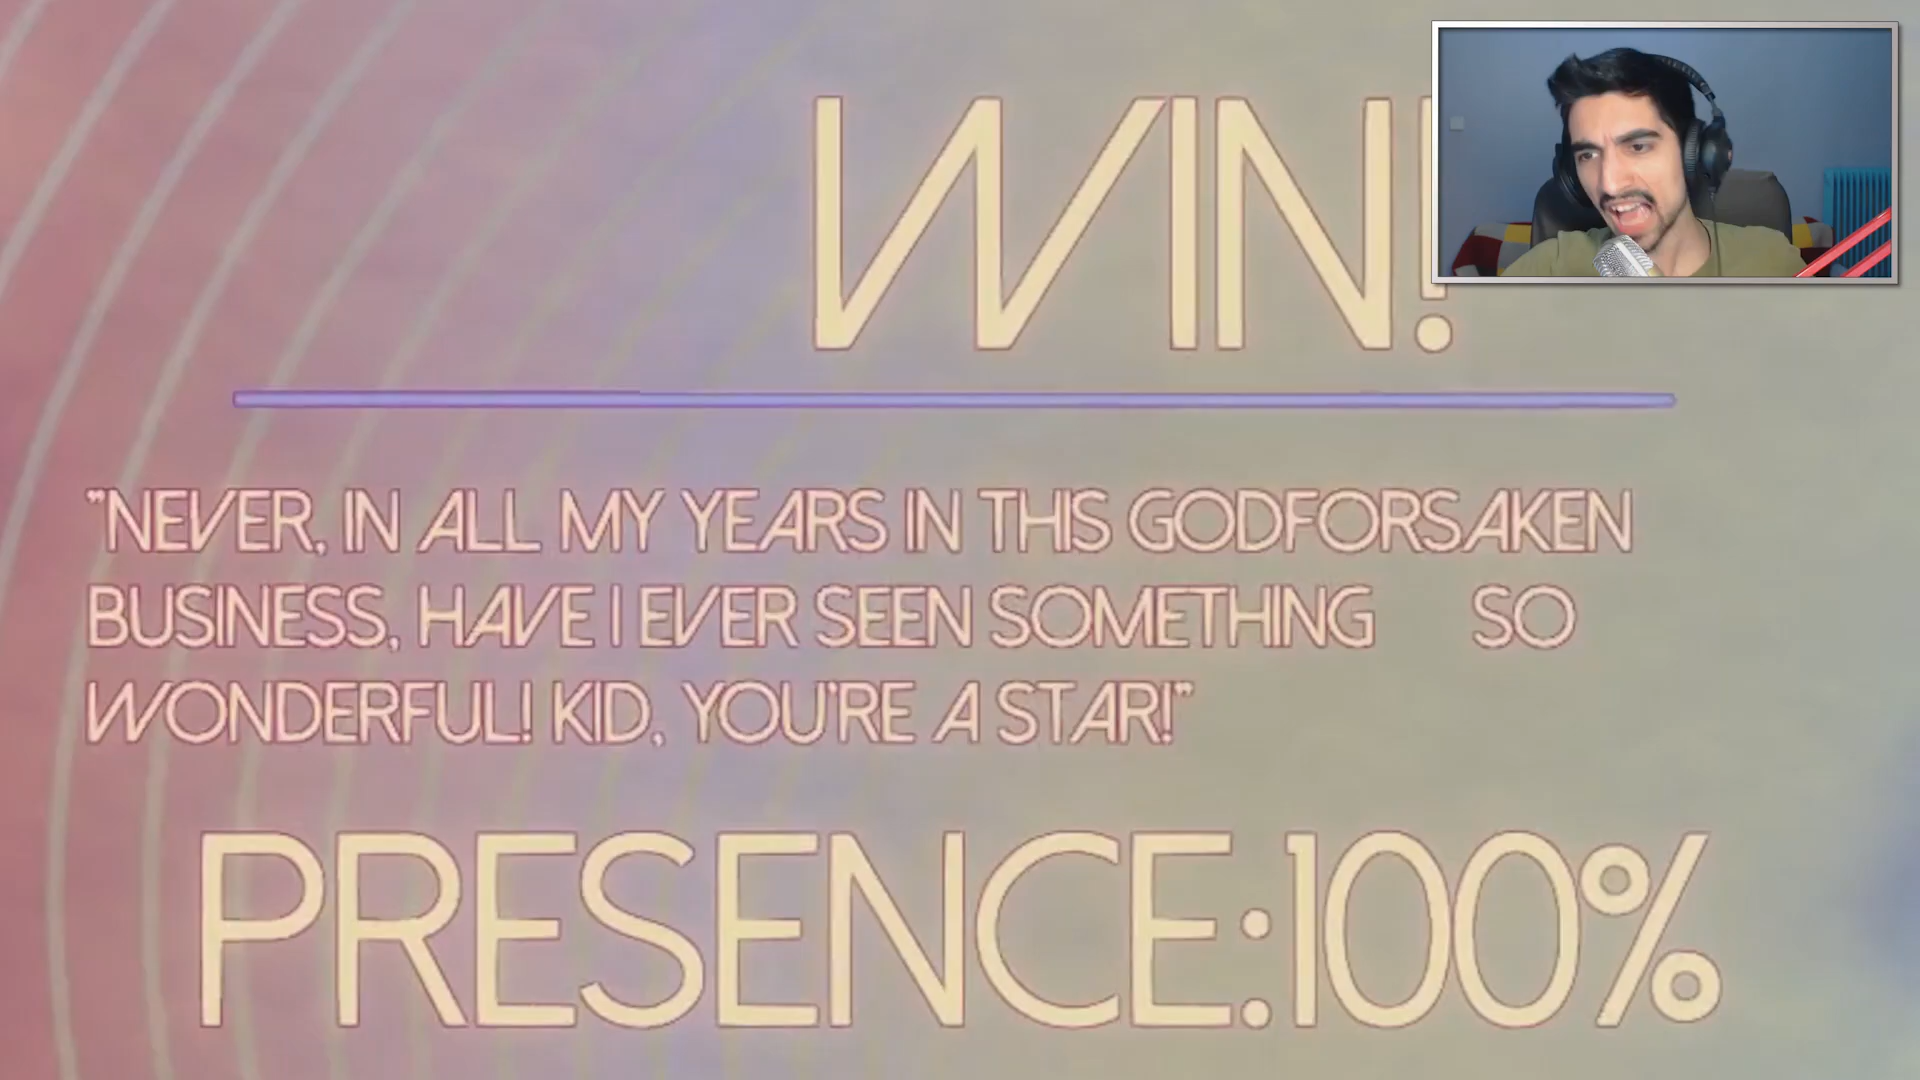 WIN!
"NEVER, IN ALL MY YEARS IN THIS GODFORSAKEN
BUSINESS, HAVE I EVER SEEN SOMETHING SO
WONDERFUL! KID, YOU'RE A STAR!"
PRESENCE:100%